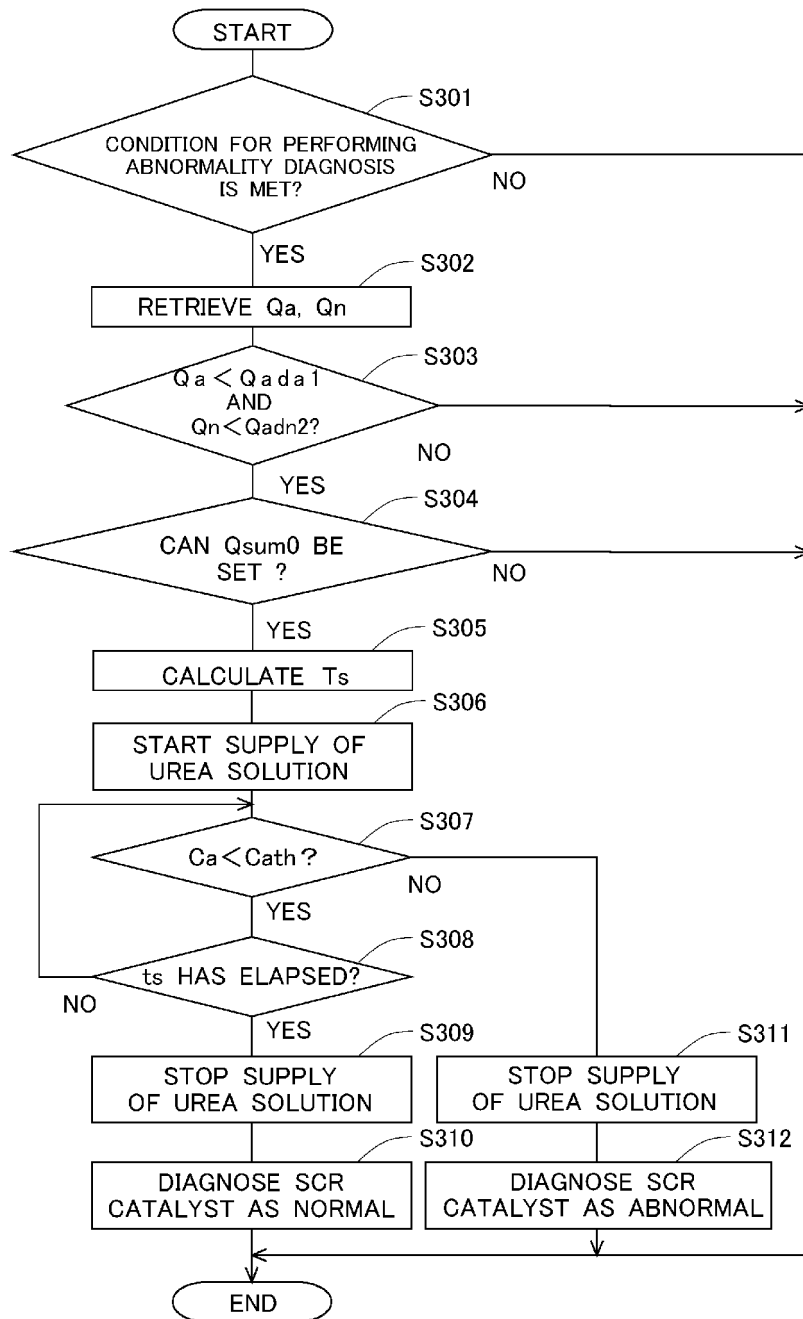 START
S301
CONDITION FOR PERFORMING
ABNORMALITY DIAGNOSIS
IS MET?
NO
YES
S302
RETRIEVE Qa, Qn
S303
Qa＜Qada1
AND
Qn＜Qadn2?
NO
YES
S304
CAN Qsum0 BE
SET ?
NO
YES
S305
CALCULATE Ts
S306
START SUPPLY OF
UREA SOLUTION
S307
Ca＜Cath?
NO
YES
S308
ts HAS ELAPSED?
NO
YES
S309
STOP SUPPLY
OF UREA SOLUTION
S311
STOP SUPPLY
OF UREA SOLUTION
S310
DIAGNOSE SCR
CATALYST AS NORMAL
S312
DIAGNOSE SCR
CATALYST AS ABNORMAL
END